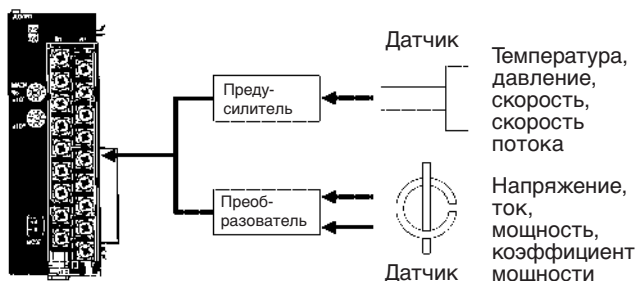 Датчик
Температура,
давление,
скорость,
скорость
потока
Преду-
силитель
Преоб-
разователь
Напряжение,
ток,
мощность,
коэффициент
мощности
Датчик